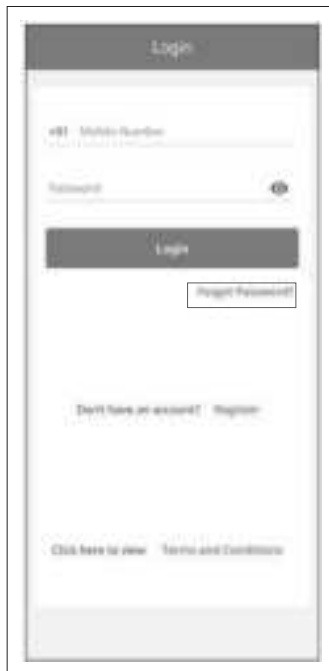 Login
+91 Mobile Number
Password
Login
Forgot Password?
Don't have an account? Register
Click here to view Terms and Conditions